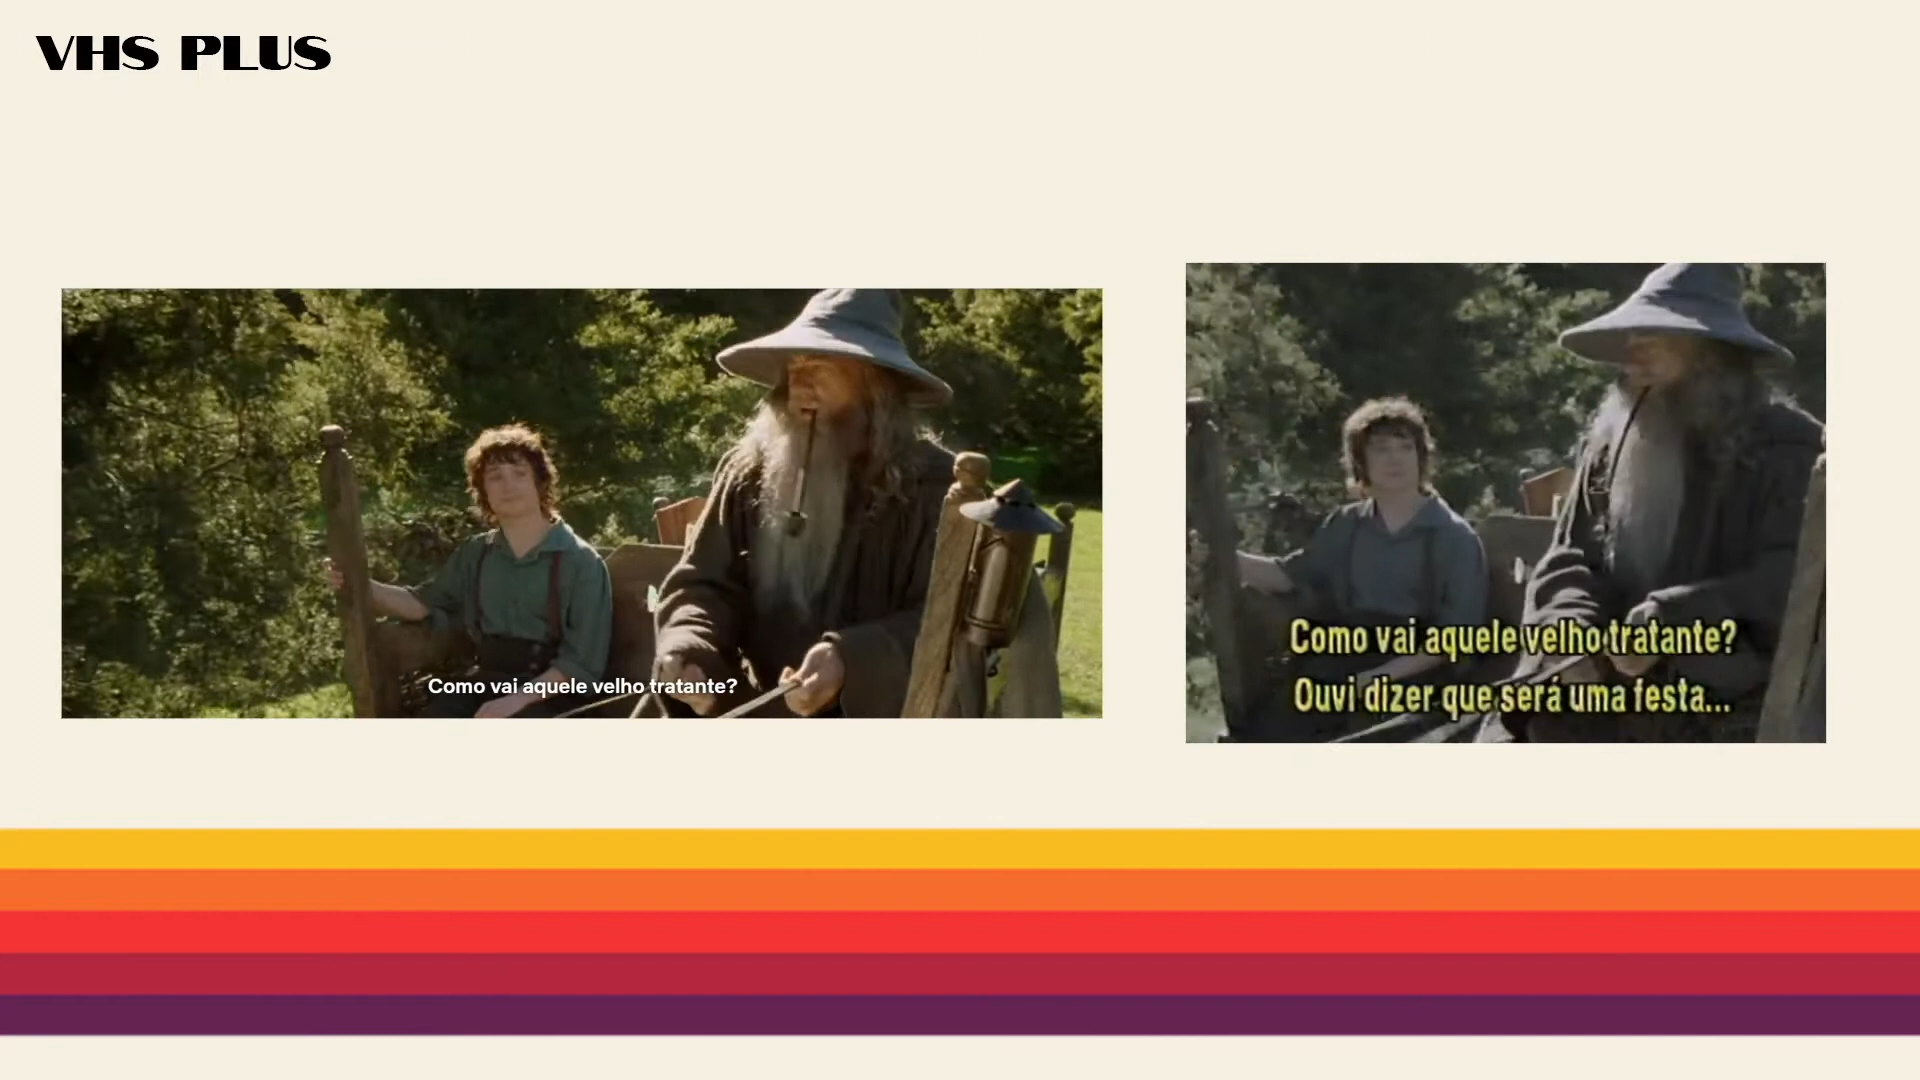 VHS PLUS
Como vai aquele velho tratante?
Como vai aquele velho tratante?
Ouvi dizer que será uma festa...